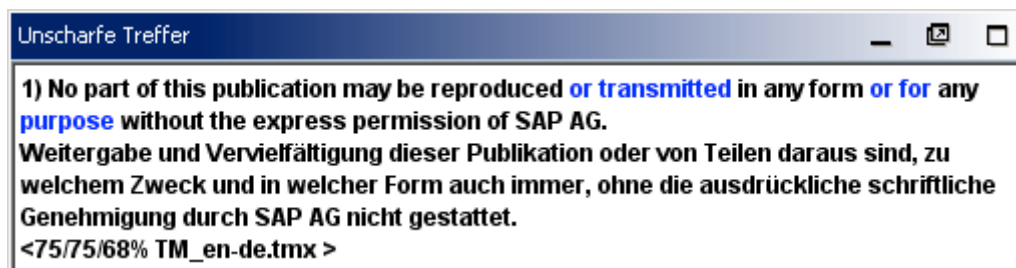 Unscharfe Treffer
1) No part of this publication may be reproduced or transmitted in any form or for any
purpose without the express permission of SAP AG.
Weitergabe und Vervielfältigung dieser Publikation oder von Teilen daraus sind, zu
welchem Zweck und in welcher Form auch immer, ohne die ausdrückliche schriftliche
Genehmigung durch SAP AG nicht gestattet.
<75/75/68% TM_en-de.tmx >